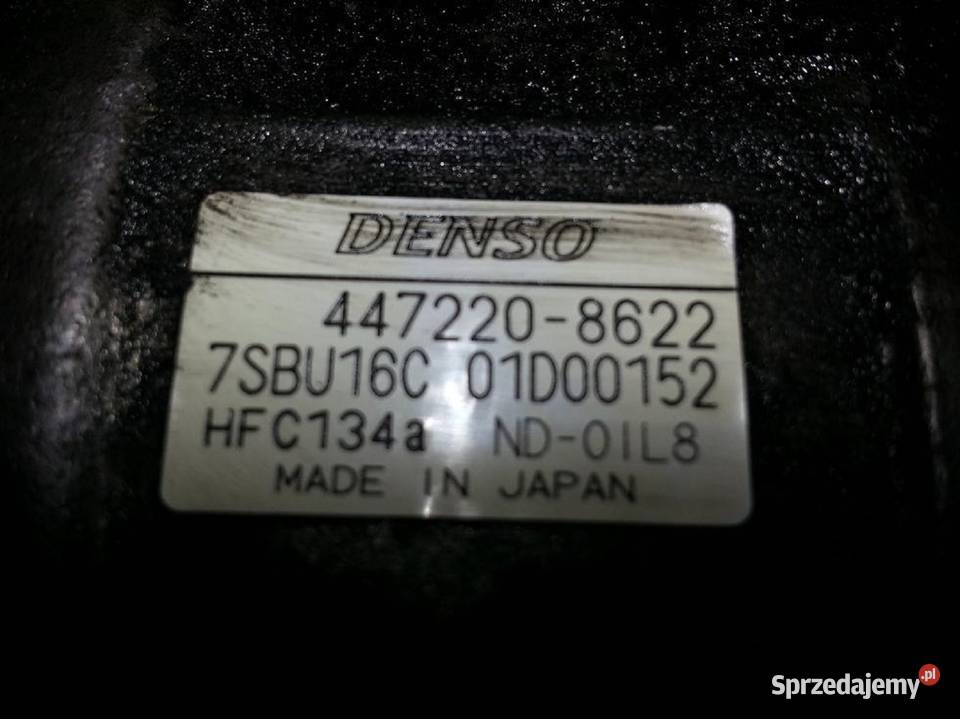 DENSO
447220-8622
7SBU16C 01D00152
HFC134a ND-OIL8
MADE IN JAPAN
Sprzedajemy.pl